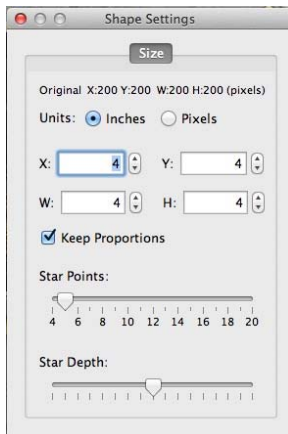 Shape Settings
Size
Original X:200 Y:200 W:200 H:200 (pixels)
Units: Inches Pixels
X: 4 Y: 4
W: 4 H: 4
Keep Proportions
Star Points:
4 6 8 10 12 14 16 18 20
Star Depth: